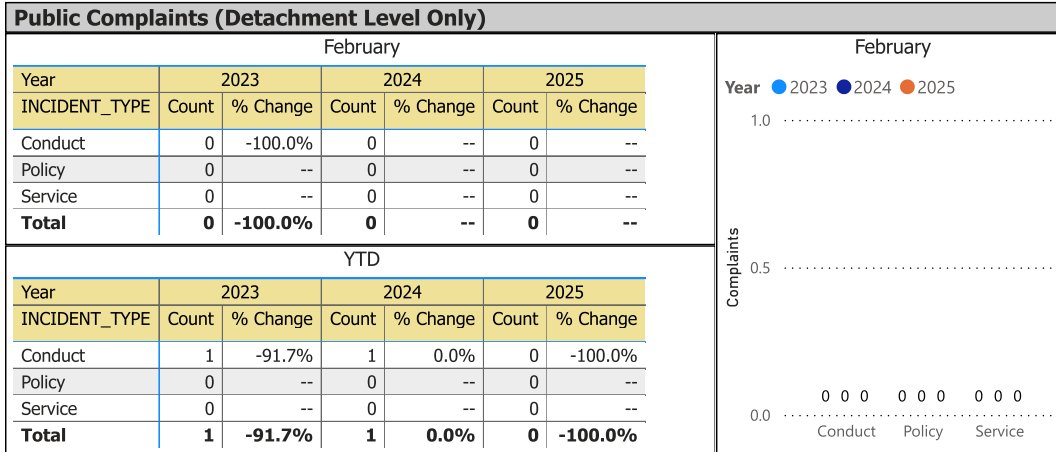 Public Complaints (Detachment Level Only)
February
Year 2023 2024 2025
INCIDENT_TYPE Count % Change Count % Change Count % Change
Conduct 0 -100.0% 0 -- 0 --
Policy 0 -- 0 -- 0 --
Service 0 -- 0 -- 0 --
Total 0 -100.0% 0 -- 0 --
YTD
Year 2023 2024 2025
INCIDENT_TYPE Count % Change Count % Change Count % Change
Conduct 1 -91.7% 1 0.0% 0 -100.0%
Policy 0 -- 0 -- 0 --
Service 0 -- 0 -- 0 --
Total 1 -91.7% 1 0.0% 0 -100.0%
February
Year 2023 2024 2025
1.0
Complaints
0.5
0 0 0 0 0 0 0 0 0
0.0
Conduct Policy Service